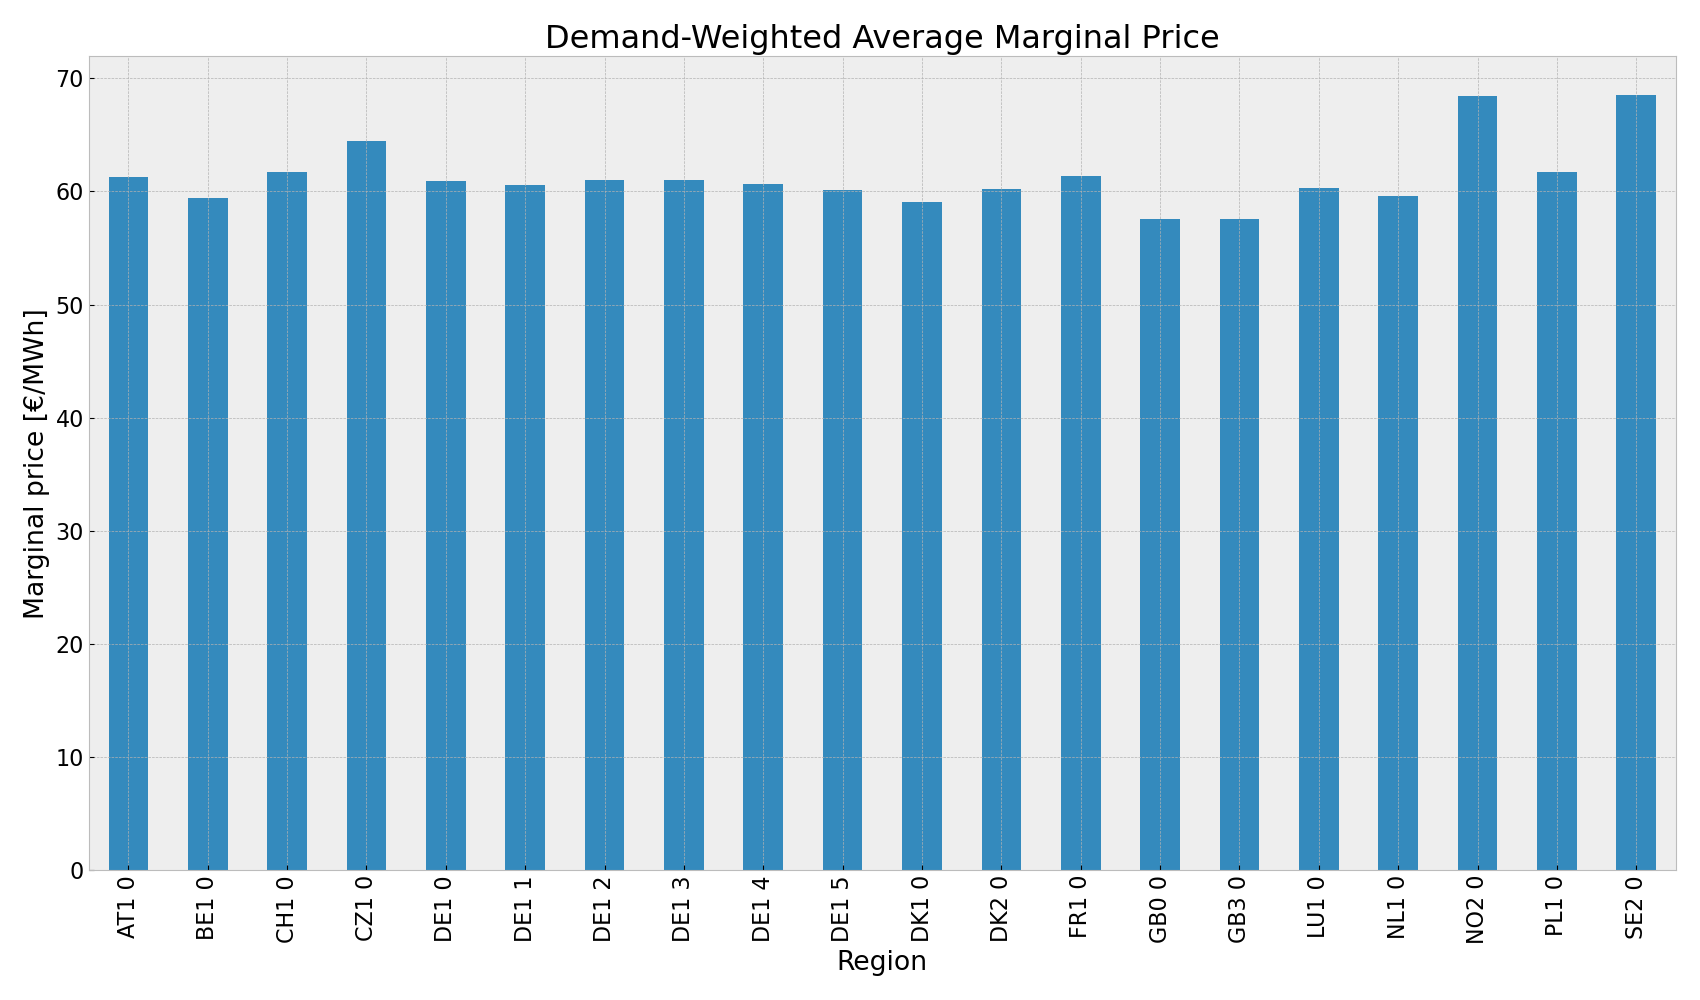 Demand-Weighted Average Marginal Price
Marginal price [€/MWh]
70
60
50
40
30
20
10
0
AT1 0
BE1 0
CH1 0
CZ1 0
DE1 0
DE1 1
DE1 2
DE1 3
DE1 4
DE1 5
DK1 0
DK2 0
FR1 0
GB0 0
GB3 0
LU1 0
NL1 0
NO2 0
PL1 0
SE2 0
Region